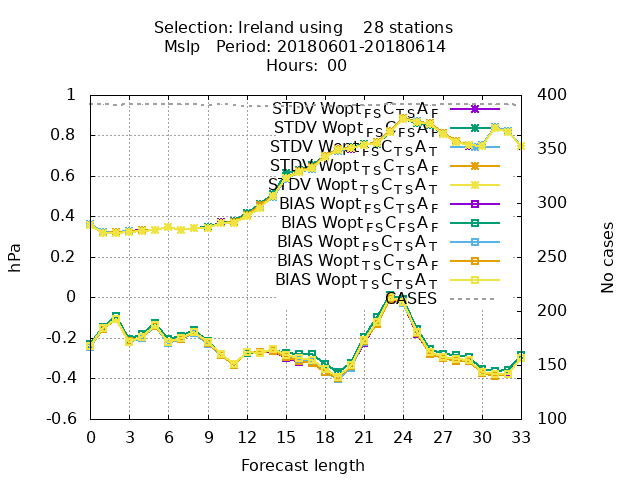 Selection: Ireland using 28 stations
Mslp Period: 20180601-20180614
Hours: 00
1
0.8
0.6
0.4
0.2
0
-0.2
-0.4
-0.6
hPa
STDV WoptFSCTSAF
STDV WoptFSCFSAF
STDV WoptFSCTSAT
STDV WoptTSCTSAF
STDV WoptTSCTSAT
BIAS WoptFSCTSAF
BIAS WoptFSCFSAF
BIAS WoptFSCTSAT
BIAS WoptTSCTSAF
BIAS WoptTSCTSAT
CASES
400
350
300
250
200
150
100
No cases
0 3 6 9 12 15 18 21 24 27 30 33
Forecast length